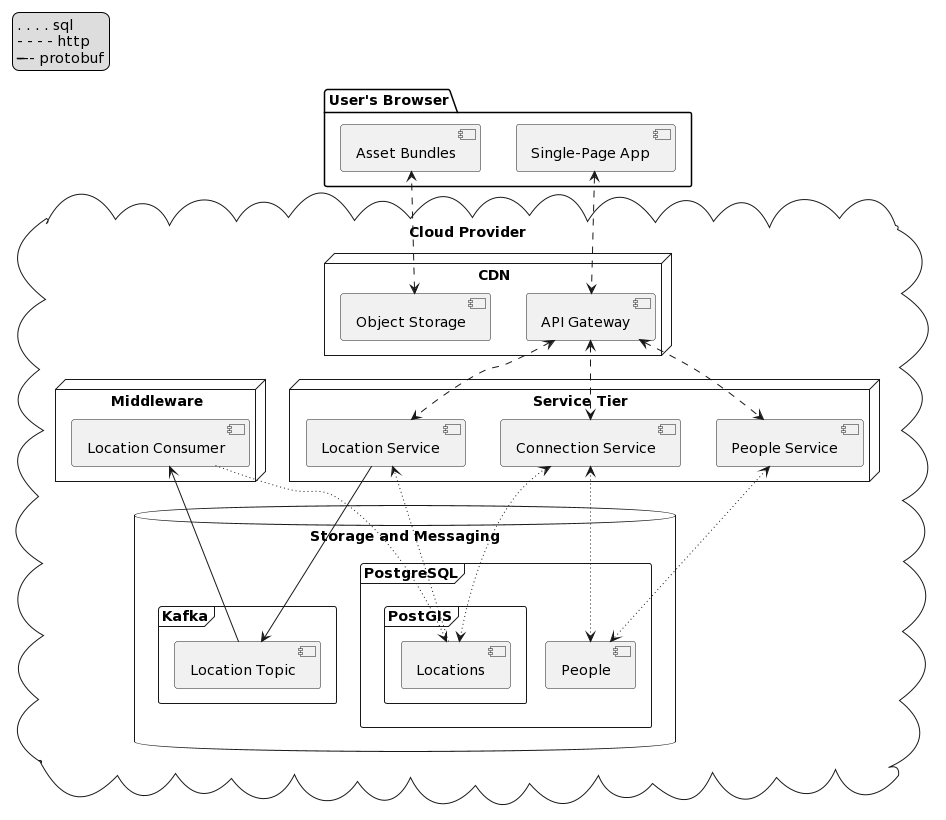 . . . . sql
- - - - http
—-- protobuf
User's Browser
Asset Bundles
Single-Page App
Cloud Provider
CDN
Object Storage
API Gateway
Middleware
Service Tier
Location Consumer
Location Service
Connection Service
People Service
Storage and Messaging
PostgreSQL
Kafka
PostGIS
Location Topic
Locations
People